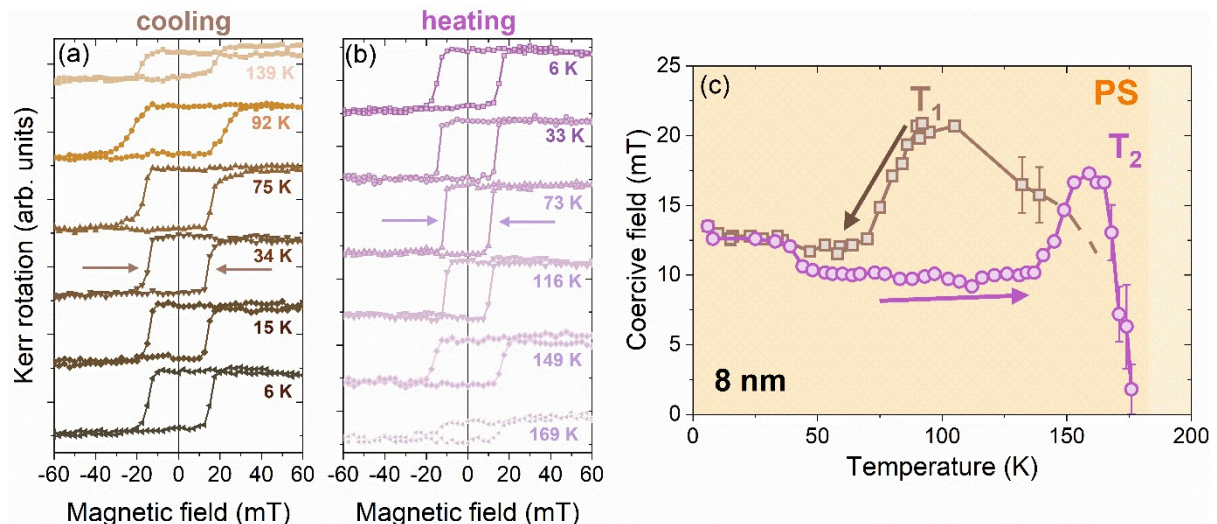 cooling
heating
(a)
139 K
92 K
75 K
34 K
15 K
6 K
-60 -40 -20 0 20 40 60
Magnetic field (mT)
Kerr rotation (arb. units)
(b)
6 K
33 K
73 K
116 K
149 K
169 K
-60 -40 -20 0 20 40 60
Magnetic field (mT)
(c)
PS
T1
T2
8 nm
25
20
15
10
5
0
0 50 100 150 200
Coercive field (mT)
Temperature (K)